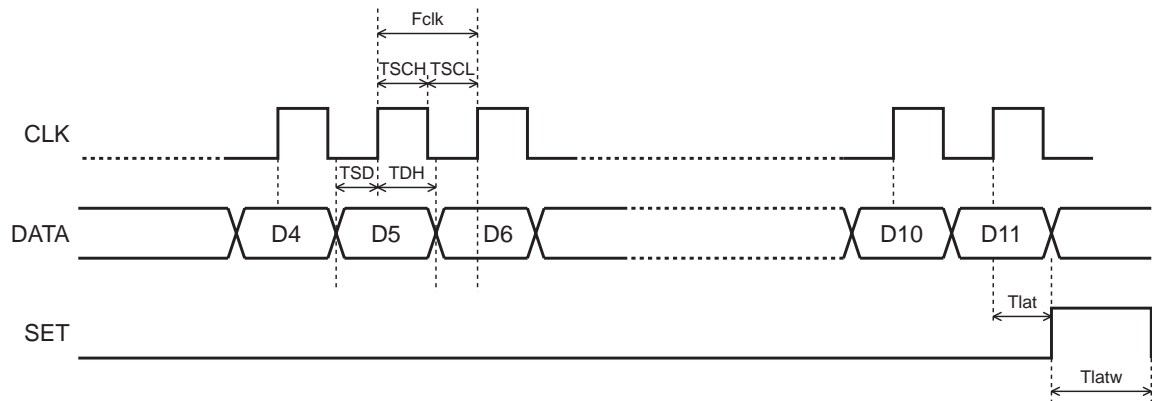 Fclk
TSCH TSCL
CLK
TSD TDH
DATA D4 D5 D6 D10 D11
Tlat
SET
Tlatw